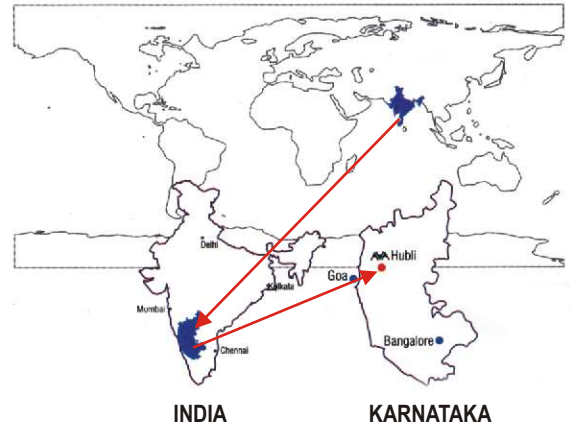 Delhi
Hubli
Goa
Kolkata
Mumbai
Bangalore
Chennai
INDIA
KARNATAKA